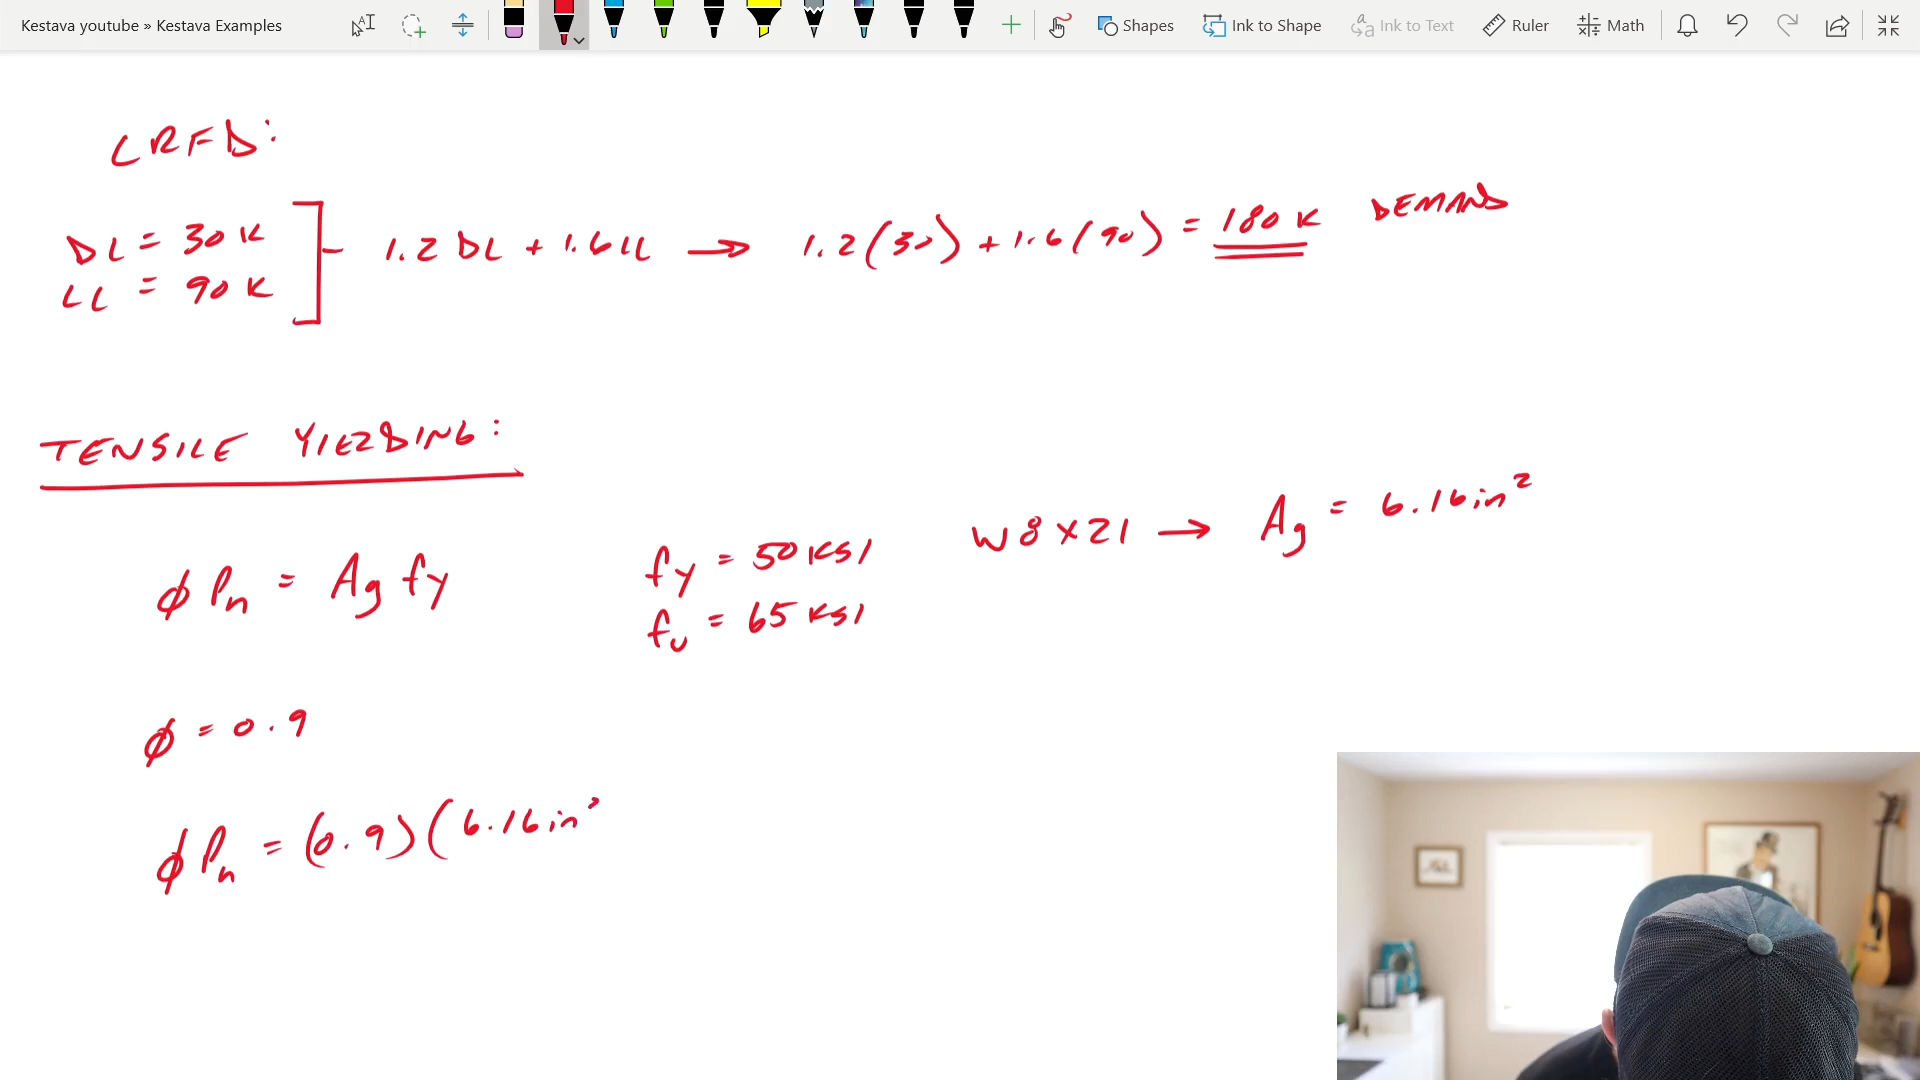 Kestava youtube » Kestava Examples
Shapes Ink to Shape Ink to Text Ruler Math
LRFD:
DL = 30 K
LL = 90 K
1.2 DL + 1.6 LL → 1.2(30) + 1.6(90) = 180 K DEMAND
TENSILE YIELDING:
ϕPn = Ag fy
fy = 50 KSI
fu = 65 KSI
W8x21 → Ag = 6.16 in²
ϕ = 0.9
ϕPn = (0.9)(6.16 in²